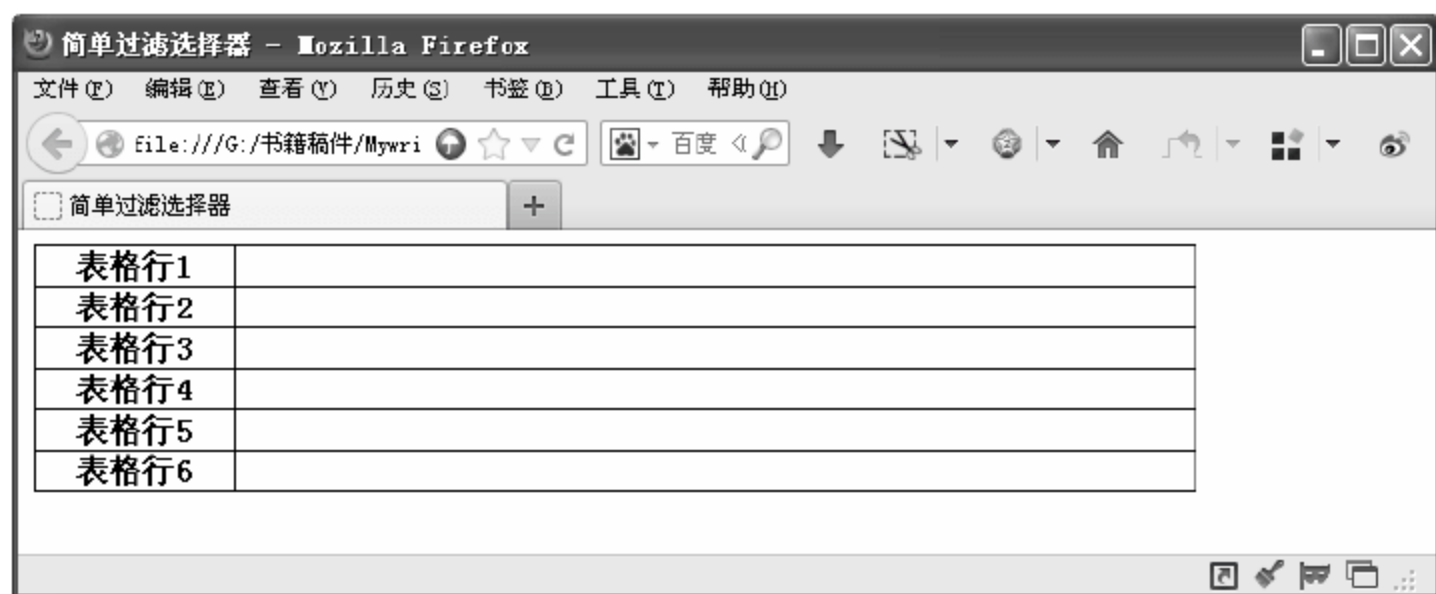 简单过滤选择器 - Mozilla Firefox
文件(F) 编辑(E) 查看(V) 历史(S) 书签(B) 工具(T) 帮助(H)
file:///G:/书籍稿件/Mywri 百度
简单过滤选择器
表格行1
表格行2
表格行3
表格行4
表格行5
表格行6